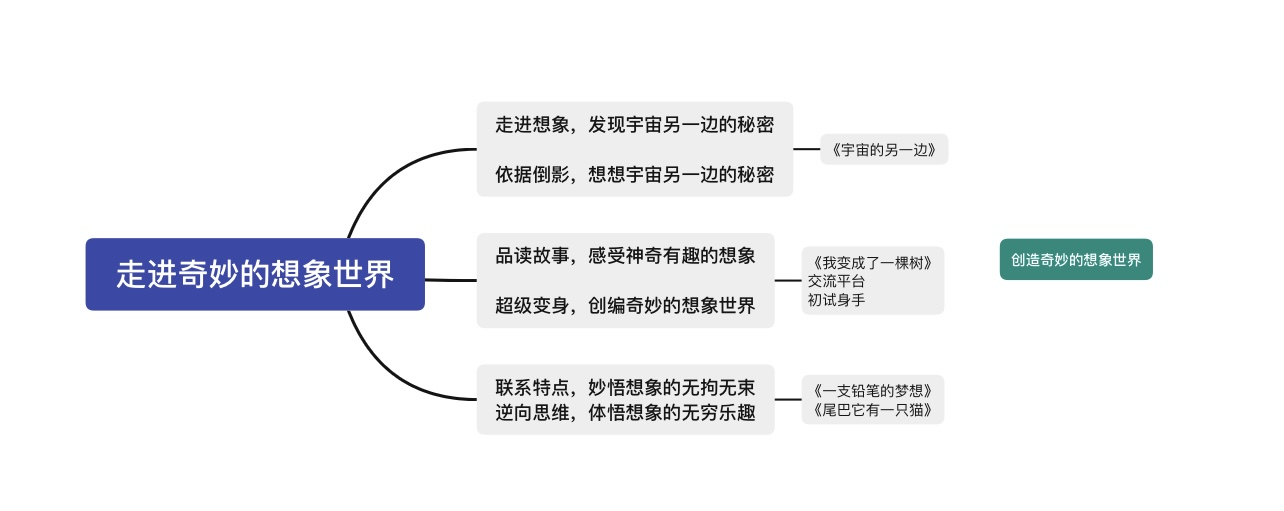 走进奇妙的想象世界
走进想象，发现宇宙另一边的秘密
依据倒影，想想宇宙另一边的秘密
《宇宙的另一边》
品读故事，感受神奇有趣的想象
超级变身，创编奇妙的想象世界
《我变成了一棵树》
交流平台
初试身手
联系特点，妙悟想象的无拘无束
逆向思维，体悟想象的无穷乐趣
《一支铅笔的梦想》
《尾巴它有一只猫》
创造奇妙的想象世界